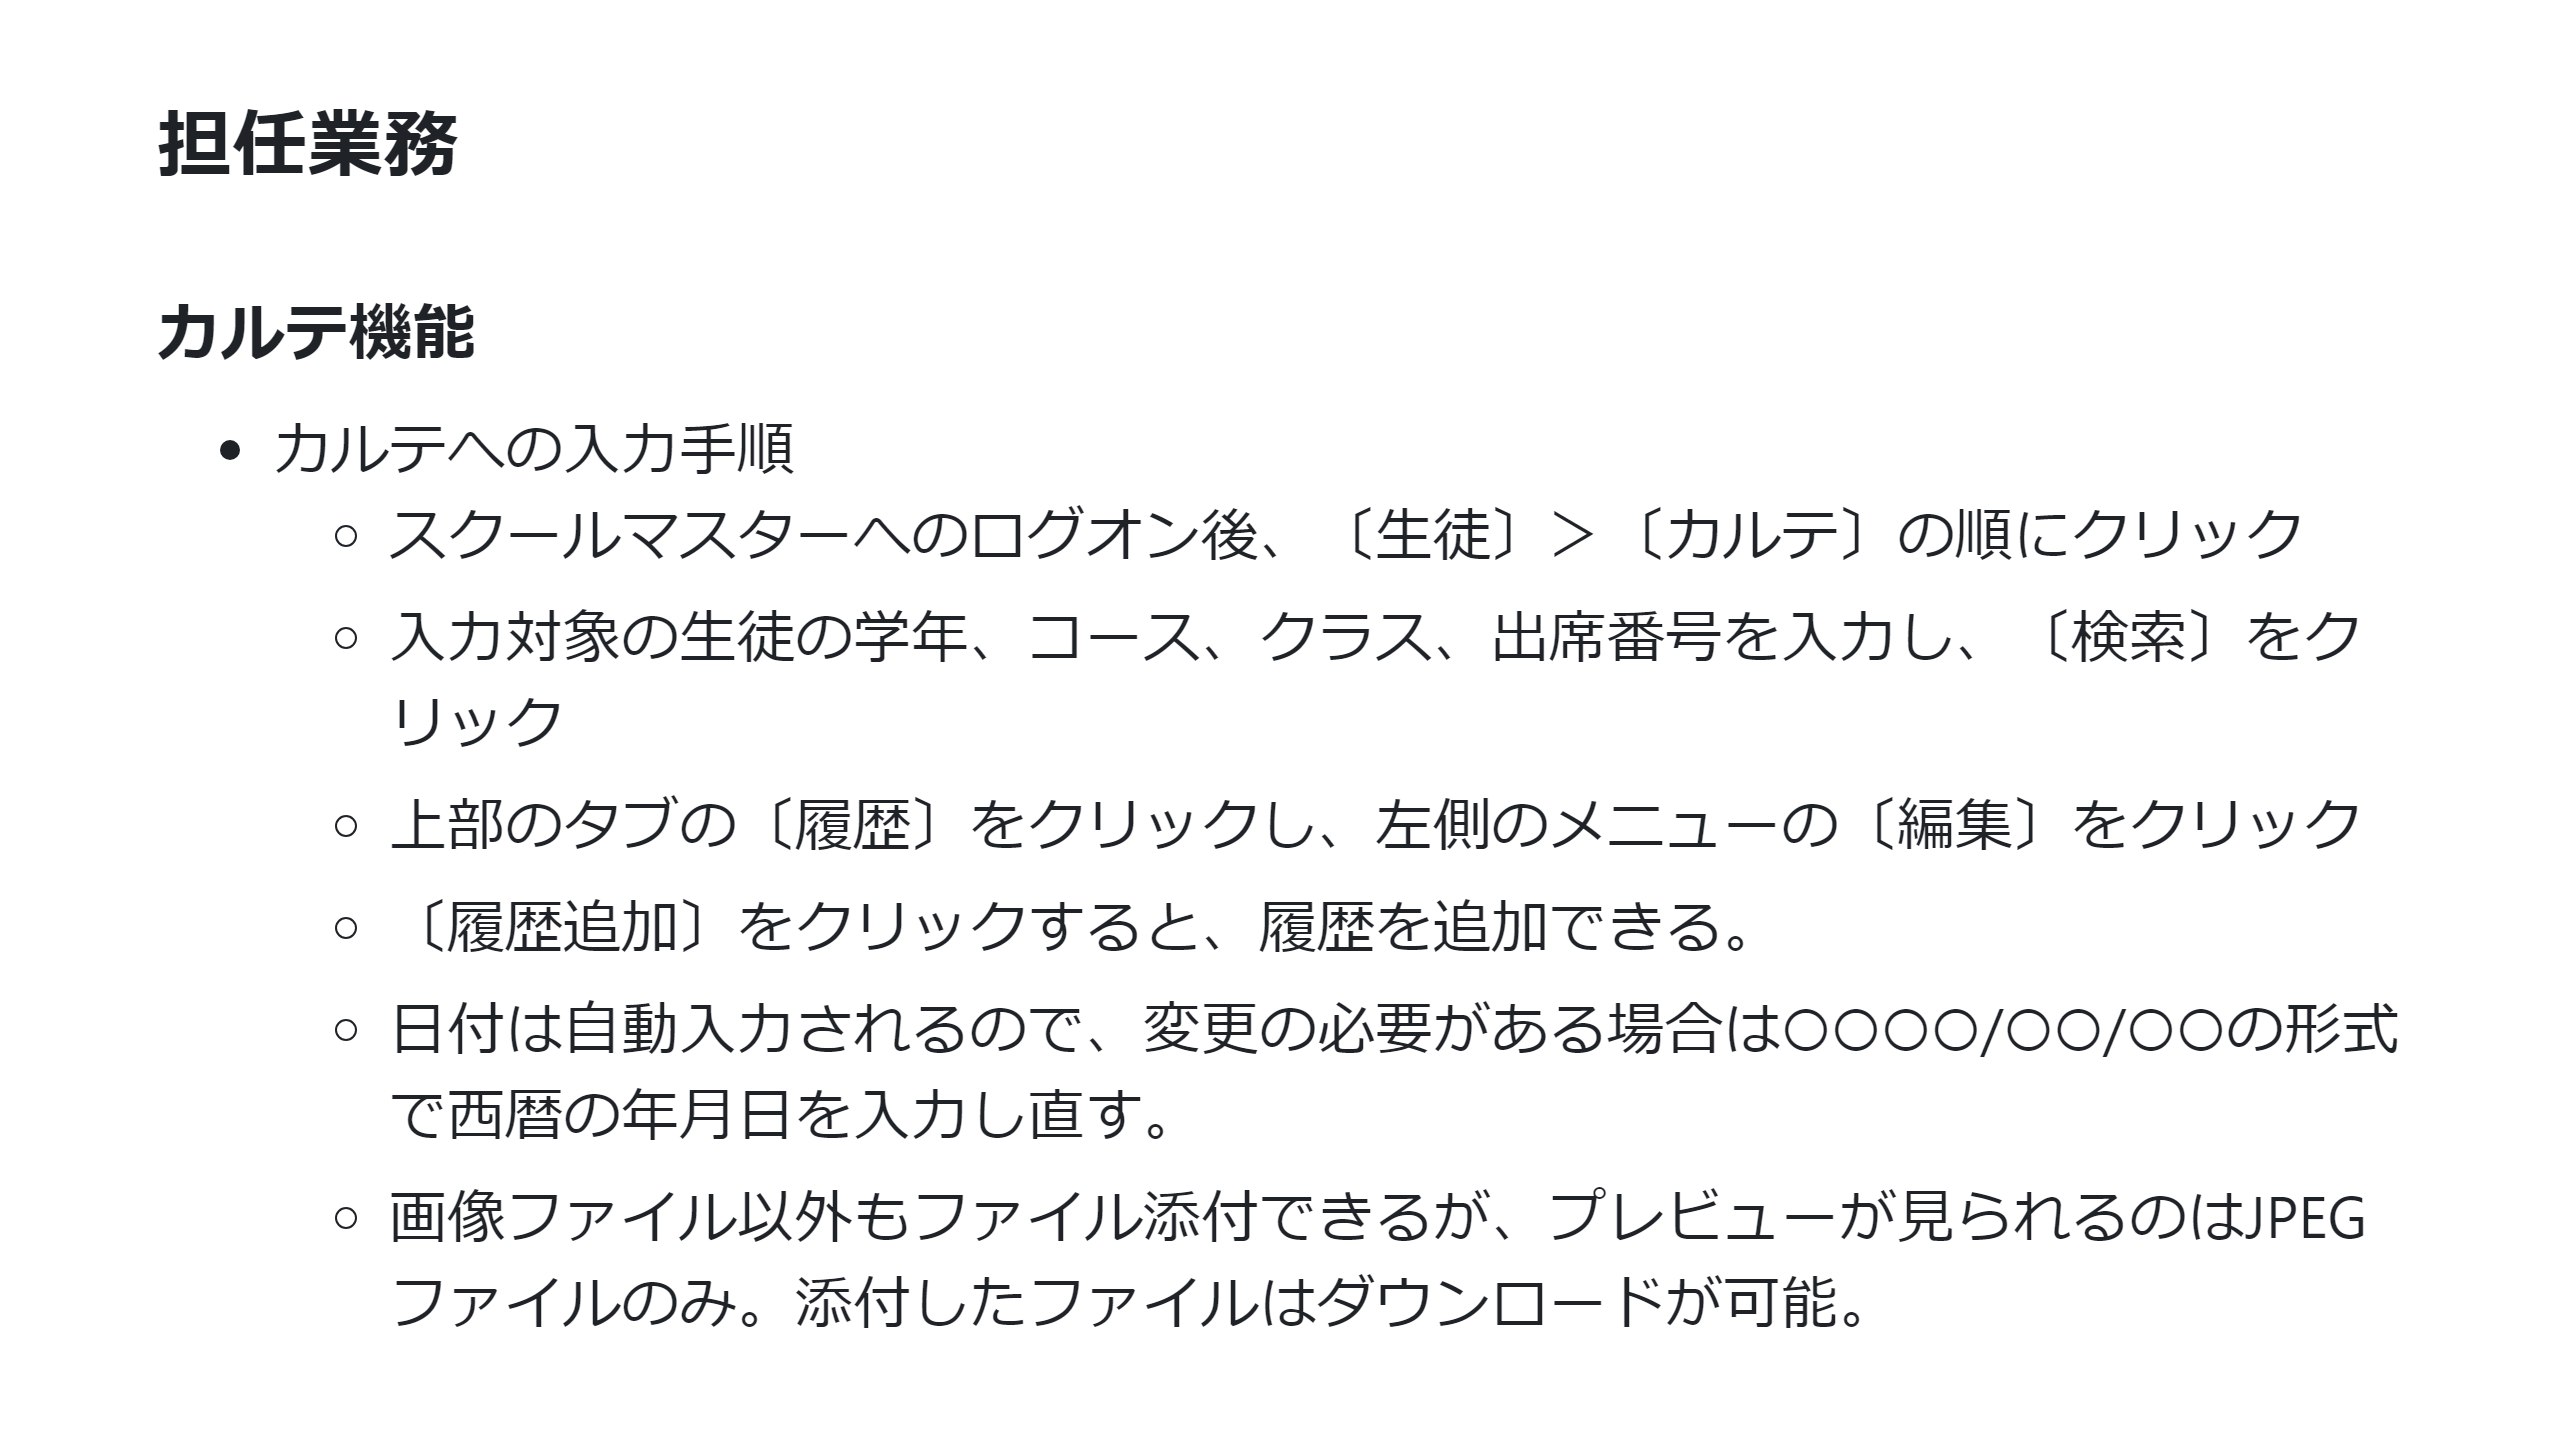 担任業務
カルテ機能
• カルテへの入力手順
○ スクールマスターへのログオン後、〔生徒〕＞〔カルテ〕の順にクリック
○ 入力対象の生徒の学年、コース、クラス、出席番号を入力し、〔検索〕をク
リック
○ 上部のタブの〔履歴〕をクリックし、左側のメニューの〔編集〕をクリック
○ 〔履歴追加〕をクリックすると、履歴を追加できる。
○ 日付は自動入力されるので、変更の必要がある場合は○○○○/○○/○○の形式
で西暦の年月日を入力し直す。
○ 画像ファイル以外もファイル添付できるが、プレビューが見られるのはJPEG
ファイルのみ。添付したファイルはダウンロードが可能。